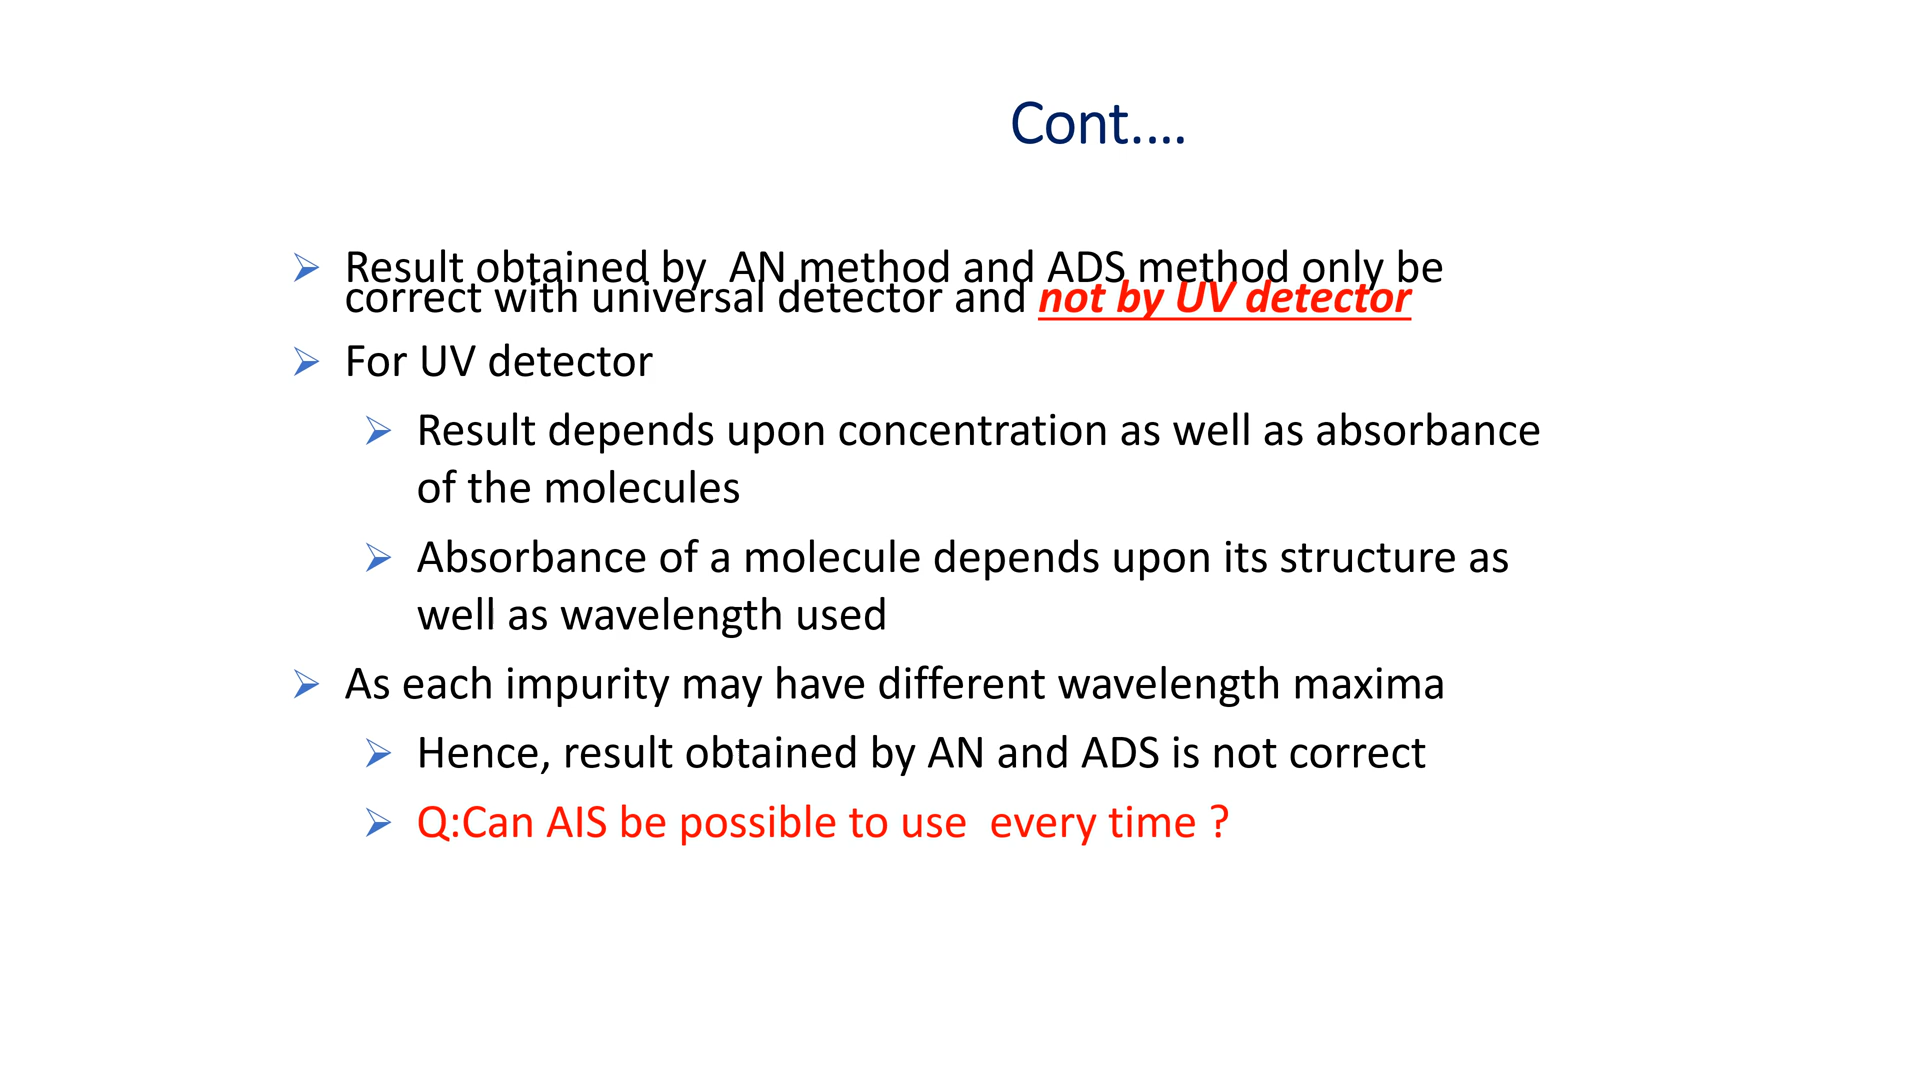 Cont.…
Result obtained by  AN method and ADS method only be
correct with universal detector and not by UV detector
For UV detector
Result depends upon concentration as well as absorbance
of the molecules
Absorbance of a molecule depends upon its structure as
well as wavelength used
As each impurity may have different wavelength maxima
Hence, result obtained by AN and ADS is not correct
Q:Can AIS be possible to use  every time ?